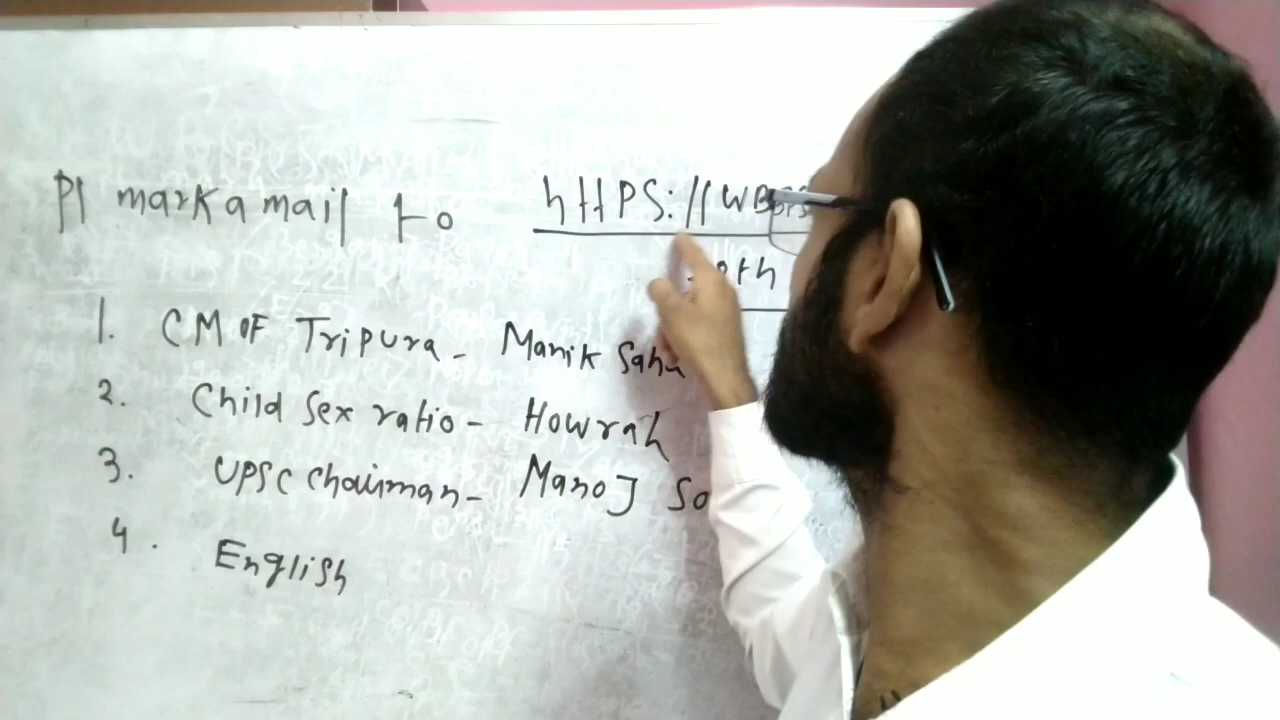 Pl mark a mail to httPS://WB
1. CM OF Tripura - Manik Saha
2. Child Sex ratio - Howrah
3. UPSC Chairman - Manoj So
4. English